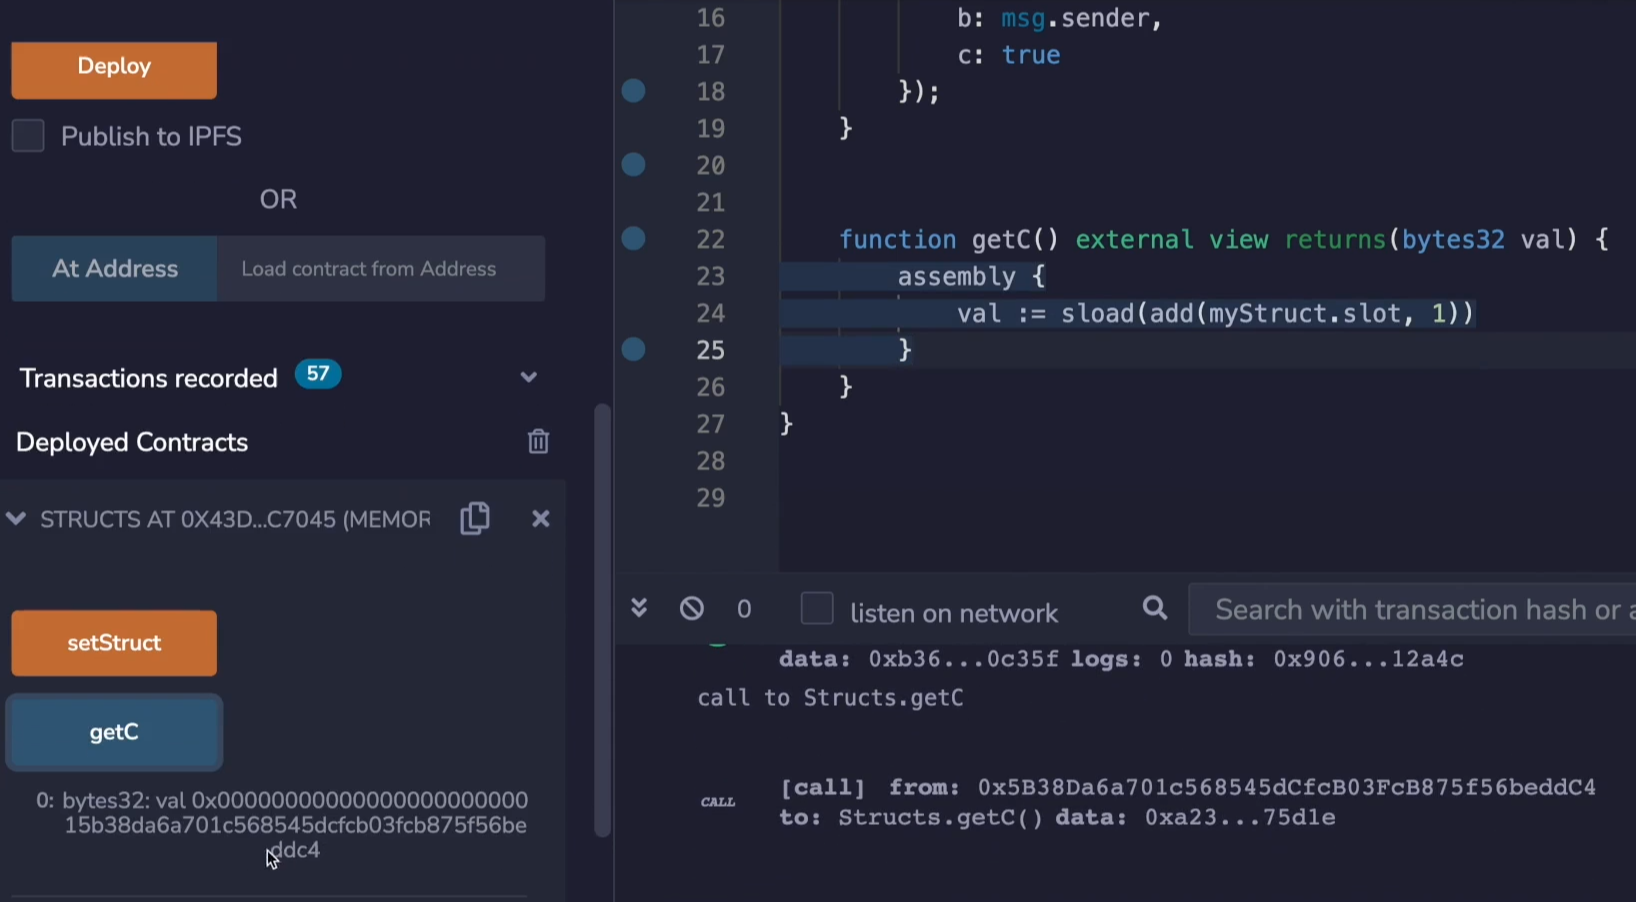 Deploy
Publish to IPFS
OR
At Address
Load contract from Address
Transactions recorded 57
Deployed Contracts
STRUCTS AT 0X43D...C7045 (MEMOR
setStruct
getC
0: bytes32: val 0x00000000000000000000000
15b38da6a701c568545dcfcb03fcb875f56be
ddc4
16 b: msg.sender,
17 c: true
18 });
19 }
20
21
22 function getC() external view returns(bytes32 val) {
23 assembly {
24 val := sload(add(myStruct.slot, 1))
25 }
26 }
27 }
28
29
0 listen on network Search with transaction hash or a
data: 0xb36...0c35f logs: 0 hash: 0x906...12a4c
call to Structs.getC
CALL [call] from: 0x5B38Da6a701c568545dCfcB03FcB875f56beddC4
to: Structs.getC() data: 0xa23...75d1e